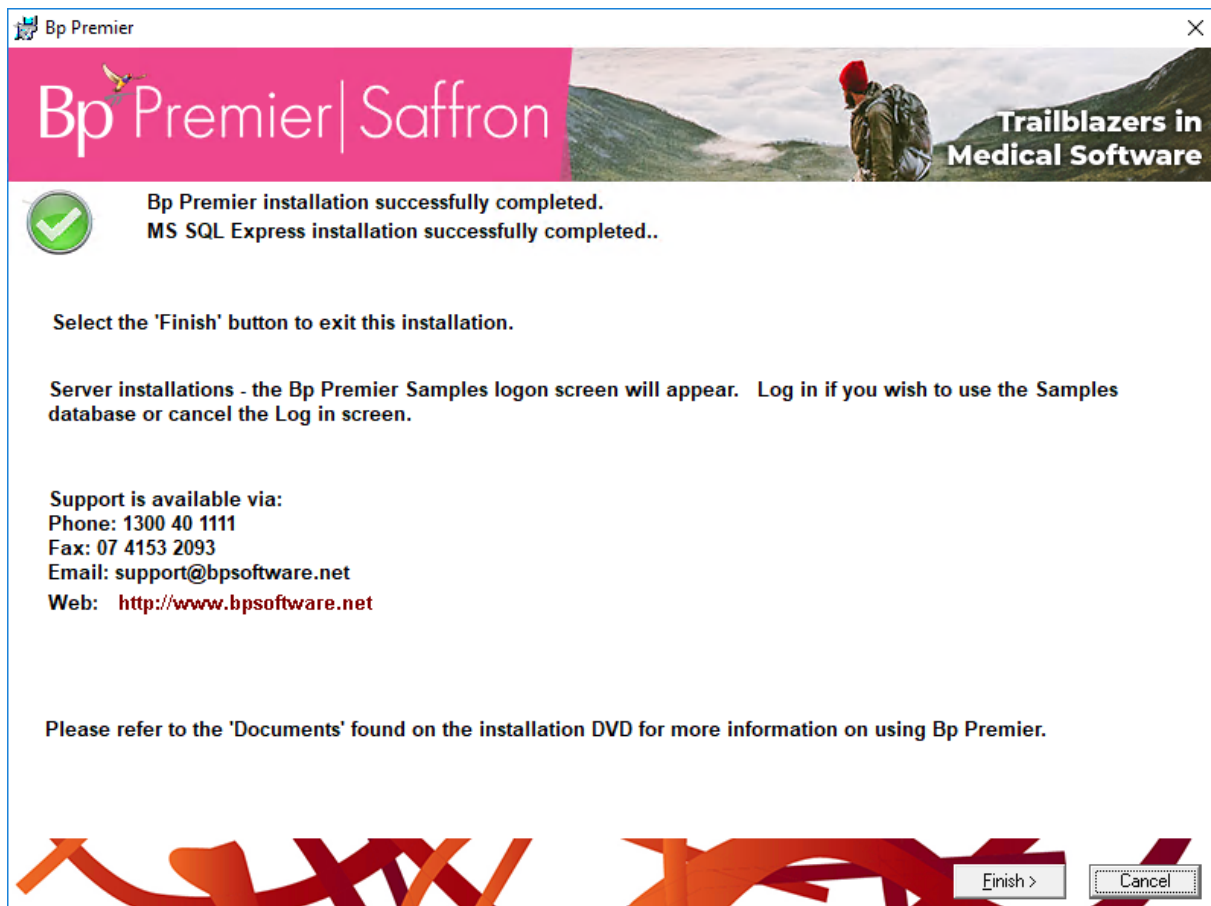 Bp Premier
Bp Premier | Saffron
Trailblazers in
Medical Software
Bp Premier installation successfully completed.
MS SQL Express installation successfully completed..
Select the 'Finish' button to exit this installation.
Server installations - the Bp Premier Samples logon screen will appear.   Log in if you wish to use the Samples
database or cancel the Log in screen.
Support is available via:
Phone: 1300 40 1111
Fax: 07 4153 2093
Email: support@bpsoftware.net
Web:   http://www.bpsoftware.net
Please refer to the 'Documents' found on the installation DVD for more information on using Bp Premier.
Finish >
Cancel